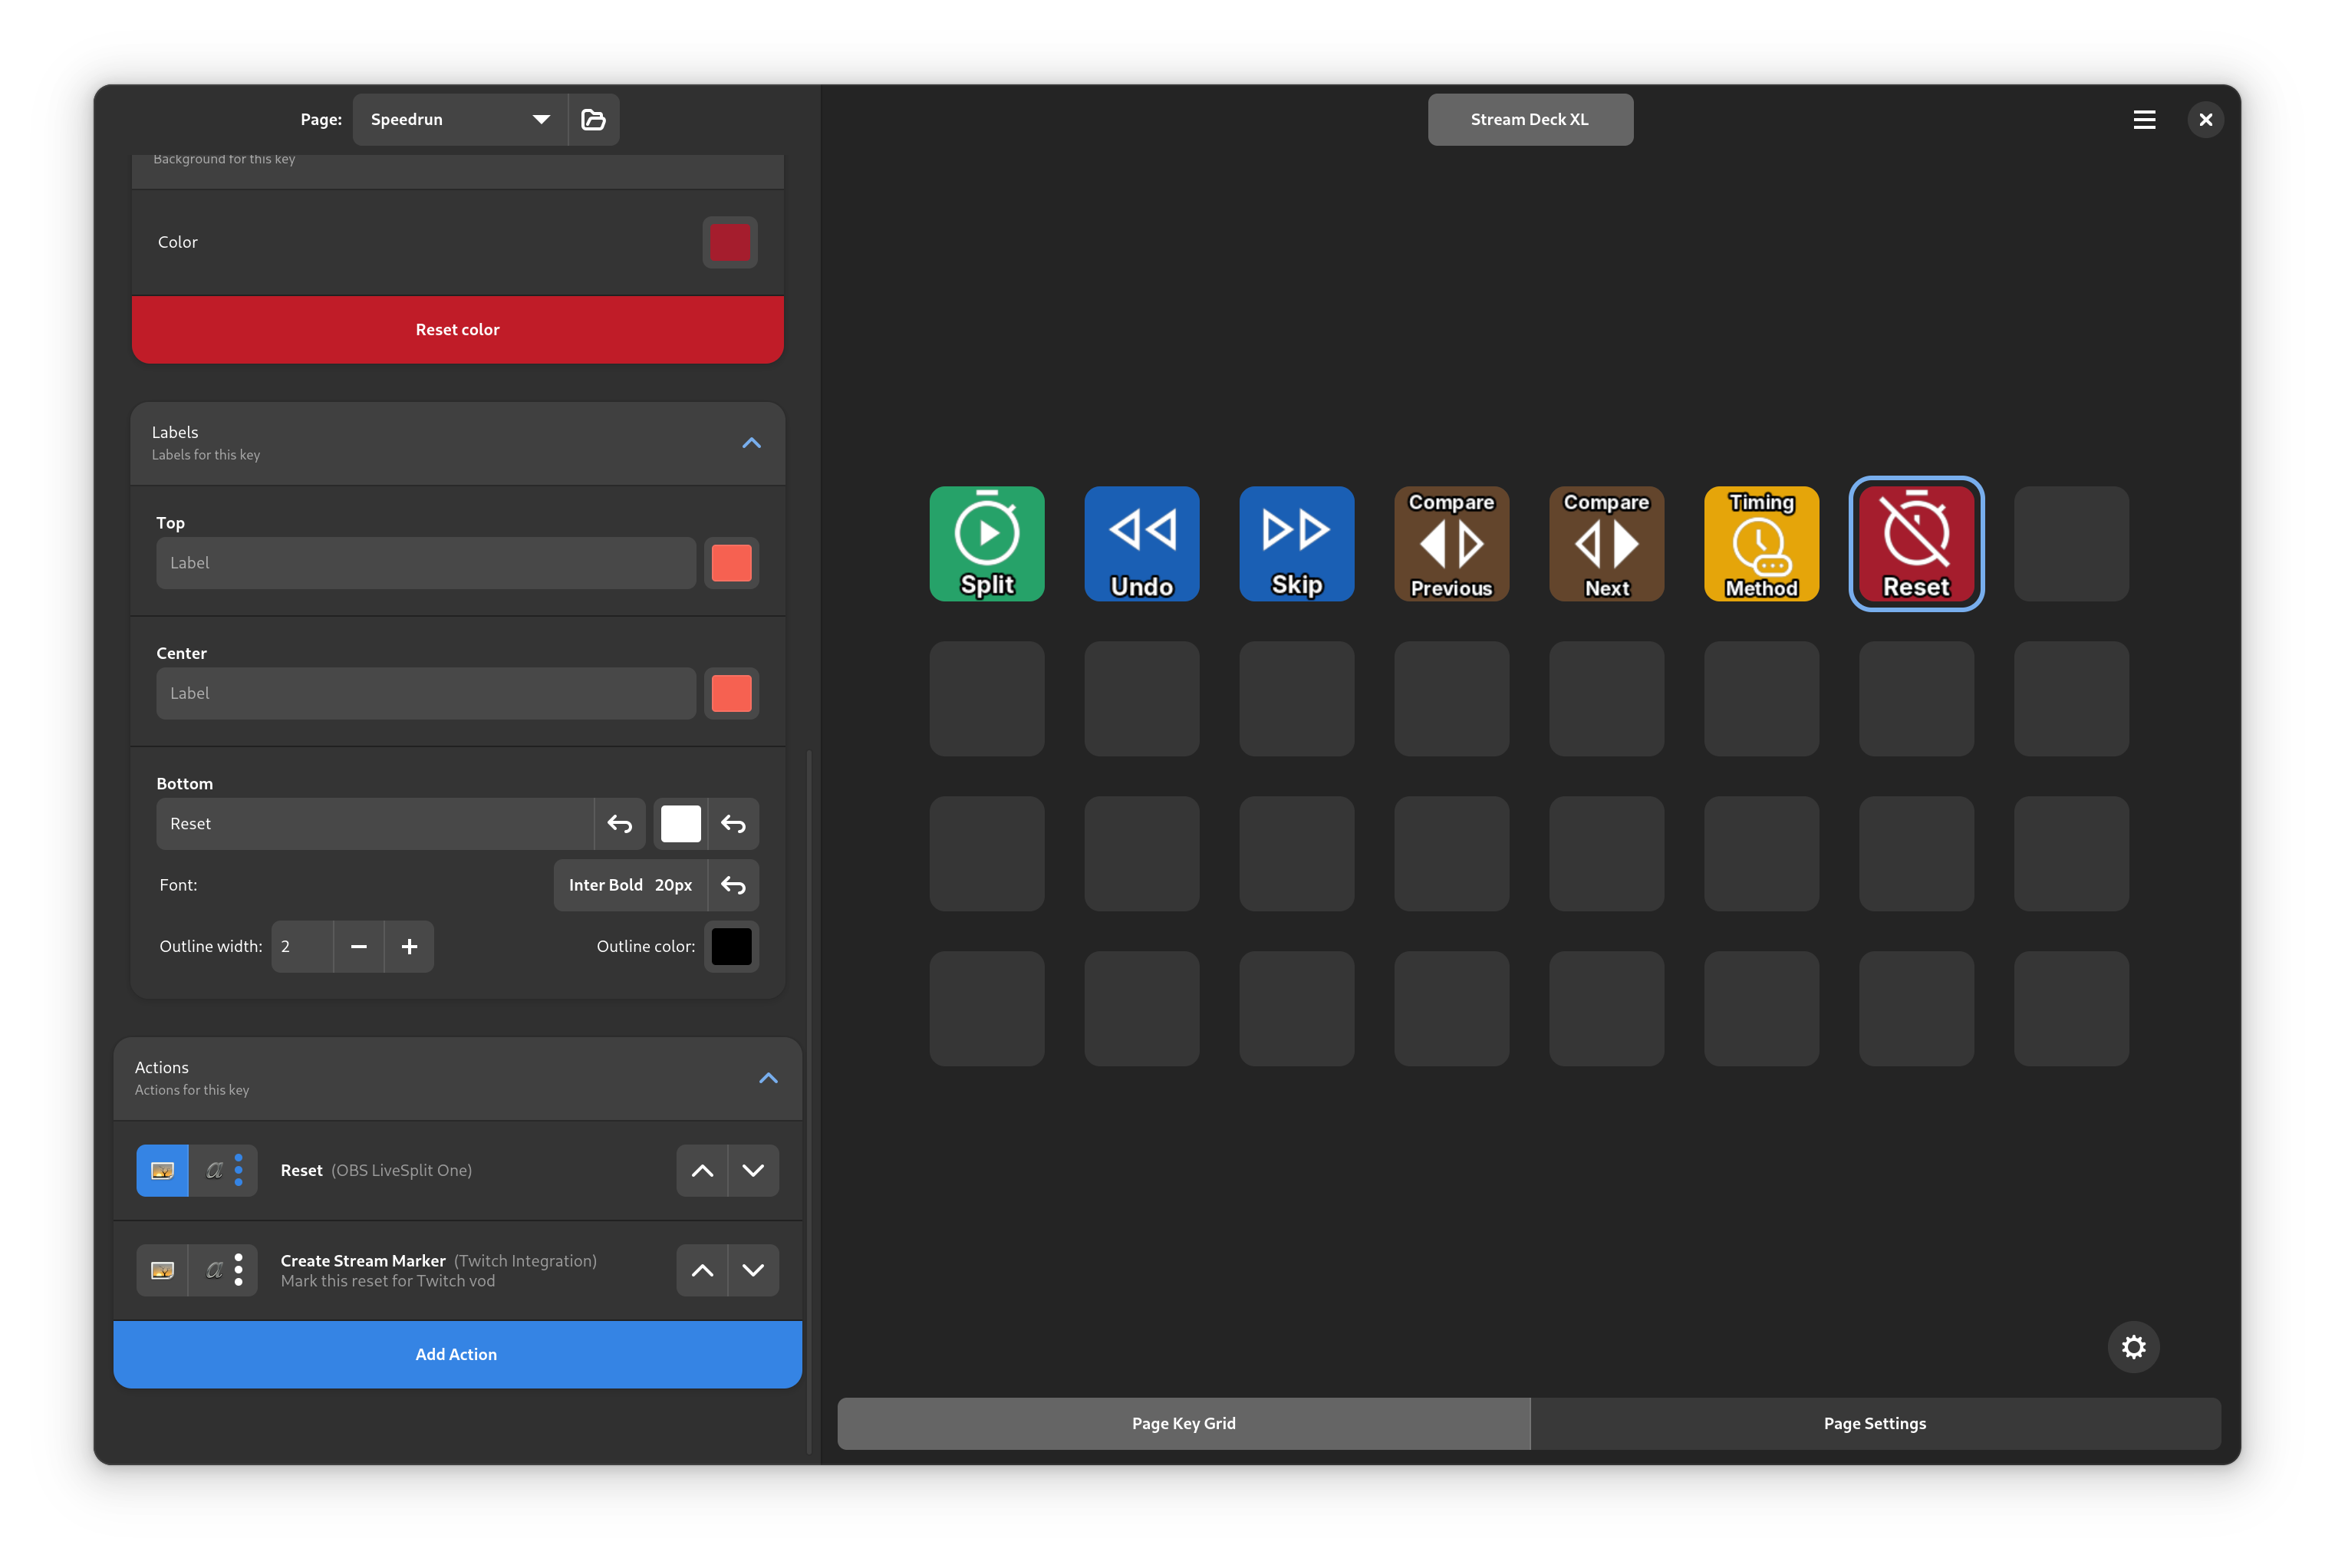 Page:
Speedrun
Stream Deck XL
Background for this key
Color
Reset color
Labels
Labels for this key
Top
Label
Center
Label
Bottom
Reset
Font:
Inter Bold 20px
Outline width:
2
Outline color:
Actions
Actions for this key
a
Reset (OBS LiveSplit One)
a
Create Stream Marker (Twitch Integration)
Mark this reset for Twitch vod
Add Action
Split
Undo
Skip
Compare
Previous
Compare
Next
Timing
Method
Reset
Page Key Grid
Page Settings